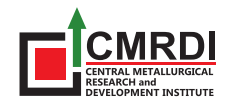 CMRDI
CENTRAL METALLURGICAL
RESEARCH and
DEVELOPMENT INSTITUTE